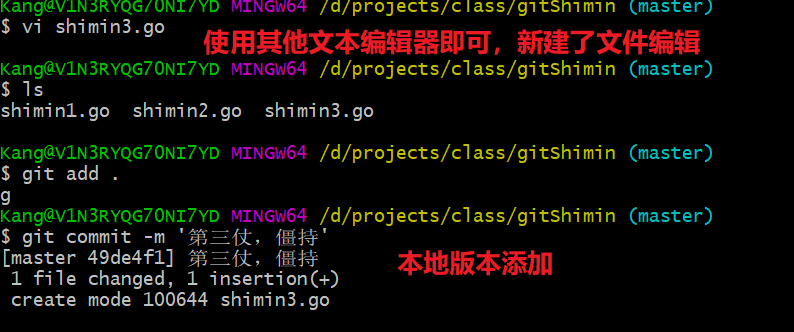 Kang@V1N3RYQG7ONI7YD MINGW64 /d/projects/class/gitShimin (master)
$ vi shimin3.go
使用其他文本编辑器即可，新建了文件编辑
Kang@V1N3RYQG7ONI7YD MINGW64 /d/projects/class/gitShimin (master)
$ ls
shimin1.go  shimin2.go  shimin3.go
Kang@V1N3RYQG7ONI7YD MINGW64 /d/projects/class/gitShimin (master)
$ git add .
g
Kang@V1N3RYQG7ONI7YD MINGW64 /d/projects/class/gitShimin (master)
$ git commit -m '第三仗，僵持'
[master 49de4f1] 第三仗，僵持
本地版本添加
 1 file changed, 1 insertion(+)
 create mode 100644 shimin3.go